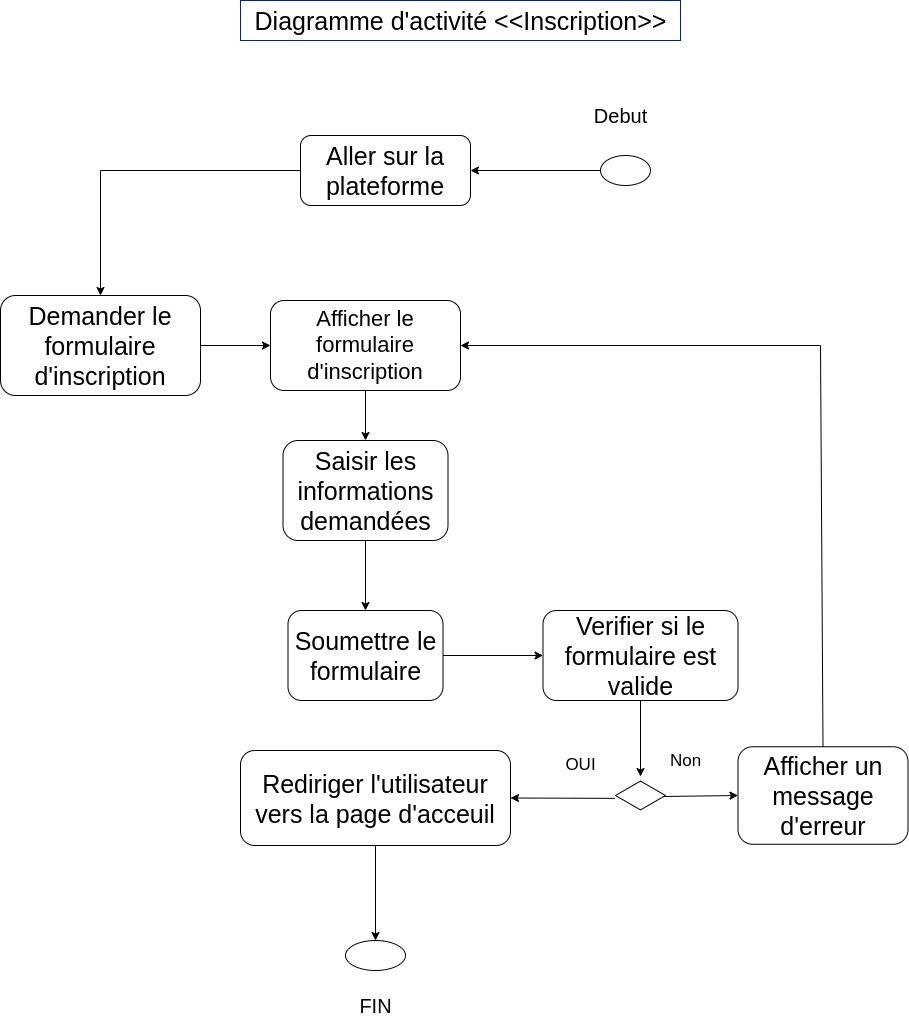 Diagramme d'activité <<Inscription>>
Debut
Aller sur la
plateforme
Demander le
formulaire
d'inscription
Afficher le
formulaire
d'inscription
Saisir les
informations
demandées
Soumettre le
formulaire
Verifier si le
formulaire est
valide
OUI
Non
Rediriger l'utilisateur
vers la page d'acceuil
Afficher un
message
d'erreur
FIN